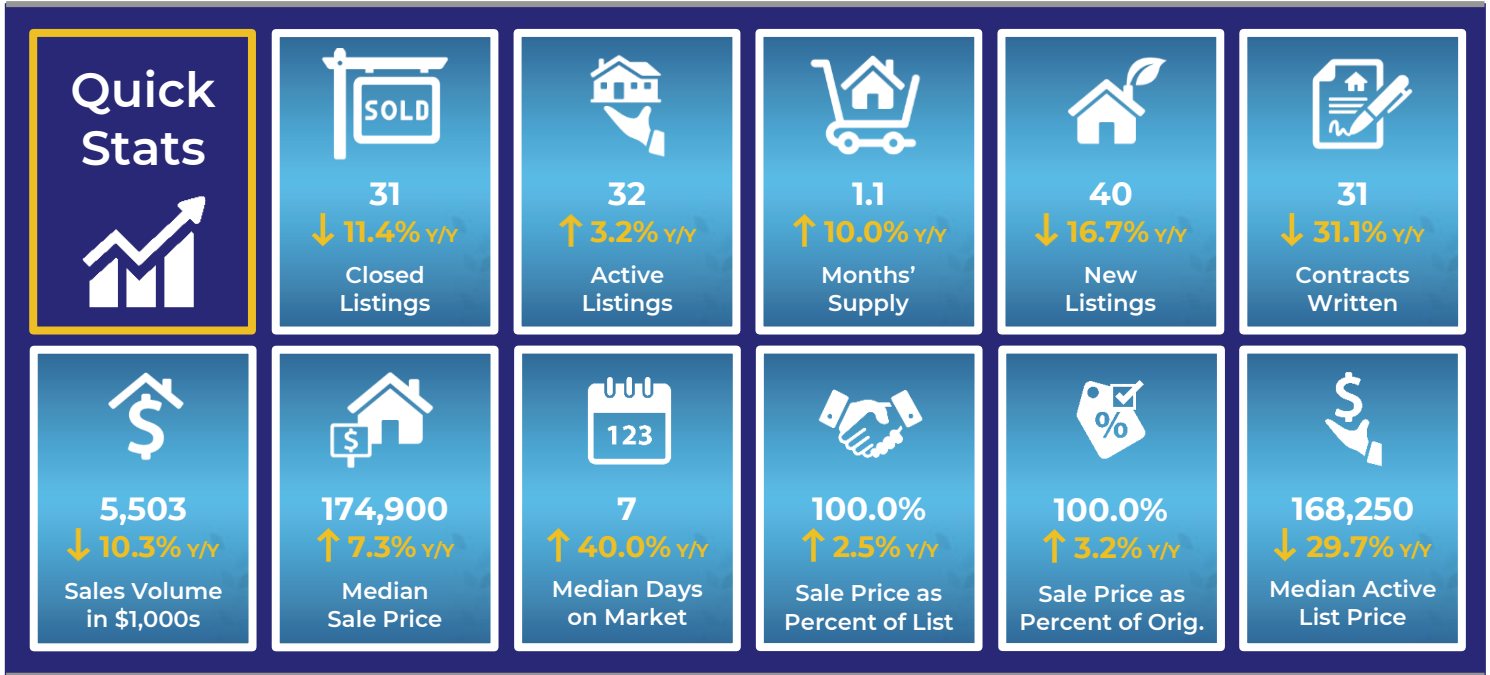 Quick
Stats
SOLD
31
↓ 11.4% Y/Y
Closed
Listings
32
↑ 3.2% Y/Y
Active
Listings
1.1
↑ 10.0% Y/Y
Months’
Supply
40
↓ 16.7% Y/Y
New
Listings
31
↓ 31.1% Y/Y
Contracts
Written
$
5,503
↓ 10.3% Y/Y
Sales Volume
in $1,000s
$
174,900
↑ 7.3% Y/Y
Median
Sale Price
123
7
↑ 40.0% Y/Y
Median Days
on Market
100.0%
↑ 2.5% Y/Y
Sale Price as
Percent of List
%
100.0%
↑ 3.2% Y/Y
Sale Price as
Percent of Orig.
$
168,250
↓ 29.7% Y/Y
Median Active
List Price